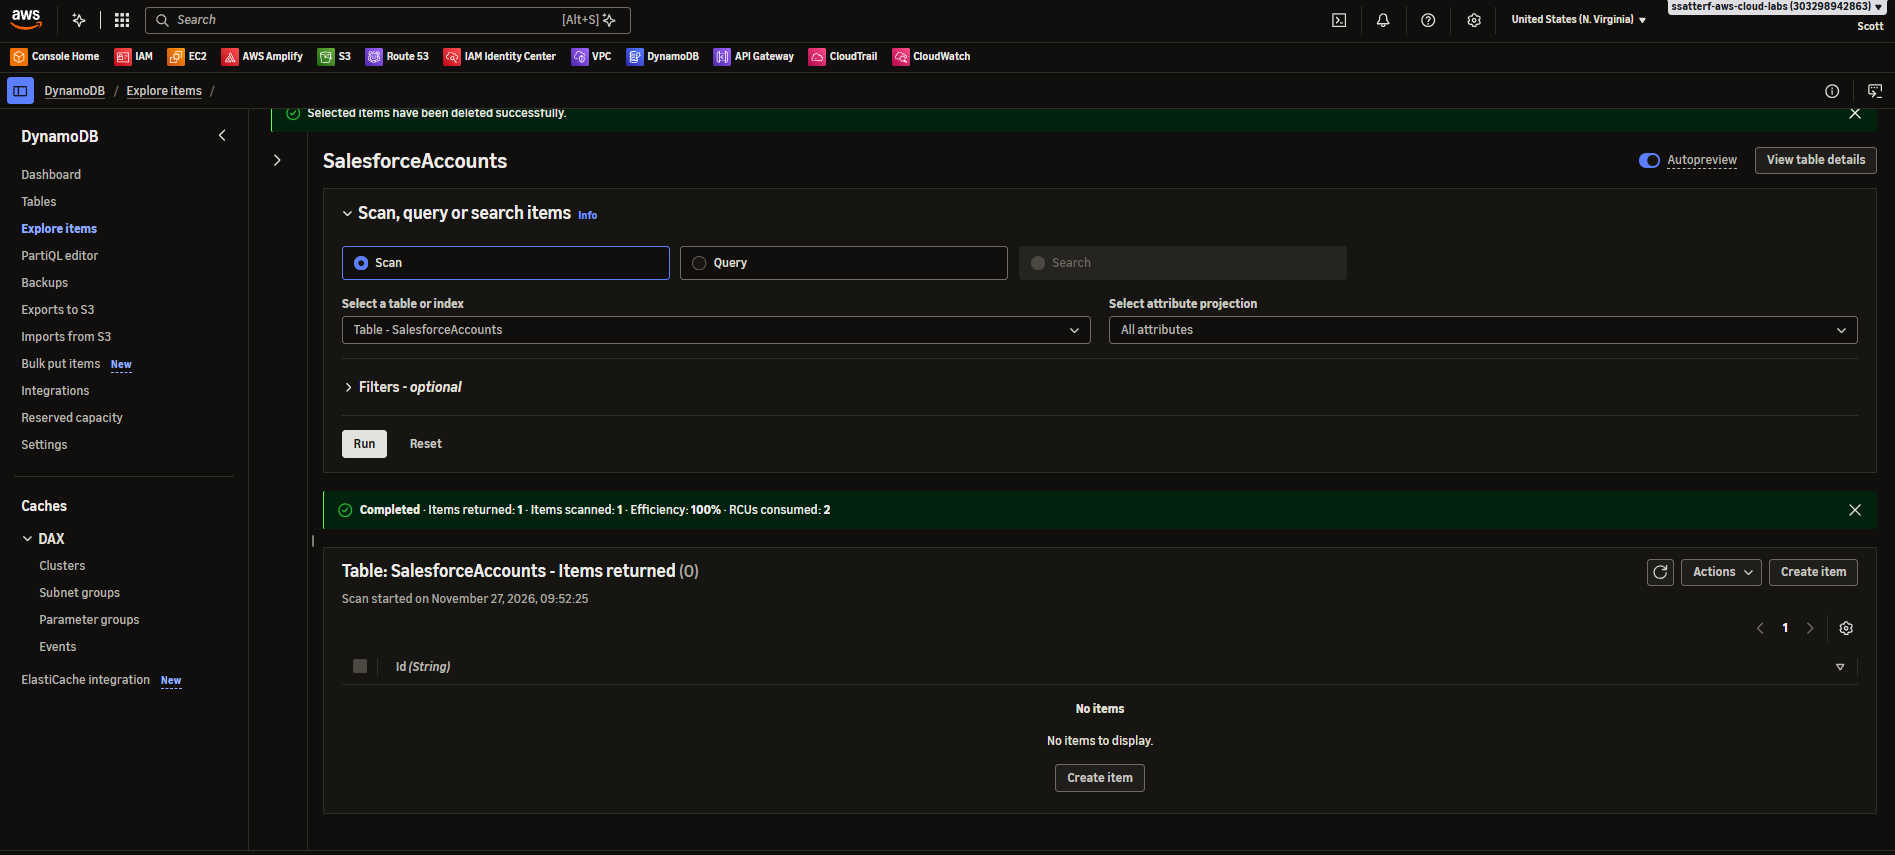 aws
Search
[Alt+S]
United States (N. Virginia)
ssatterf-aws-cloud-labs (303298942863)
Scott
Console Home
IAM
EC2
AWS Amplify
S3
Route 53
IAM Identity Center
VPC
DynamoDB
API Gateway
CloudTrail
CloudWatch
DynamoDB / Explore items /
Selected items have been deleted successfully.
DynamoDB
Dashboard
Tables
Explore items
PartiQL editor
Backups
Exports to S3
Imports from S3
Bulk put items New
Integrations
Reserved capacity
Settings
Caches
DAX
Clusters
Subnet groups
Parameter groups
Events
ElastiCache integration New
SalesforceAccounts
Autopreview
View table details
Scan, query or search items Info
Scan
Query
Search
Select a table or index
Table - SalesforceAccounts
Select attribute projection
All attributes
Filters - optional
Run
Reset
Completed · Items returned: 1 · Items scanned: 1 · Efficiency: 100% · RCUs consumed: 2
Table: SalesforceAccounts - Items returned (0)
Scan started on November 27, 2026, 09:52:25
Actions
Create item
1
Id (String)
No items
No items to display.
Create item